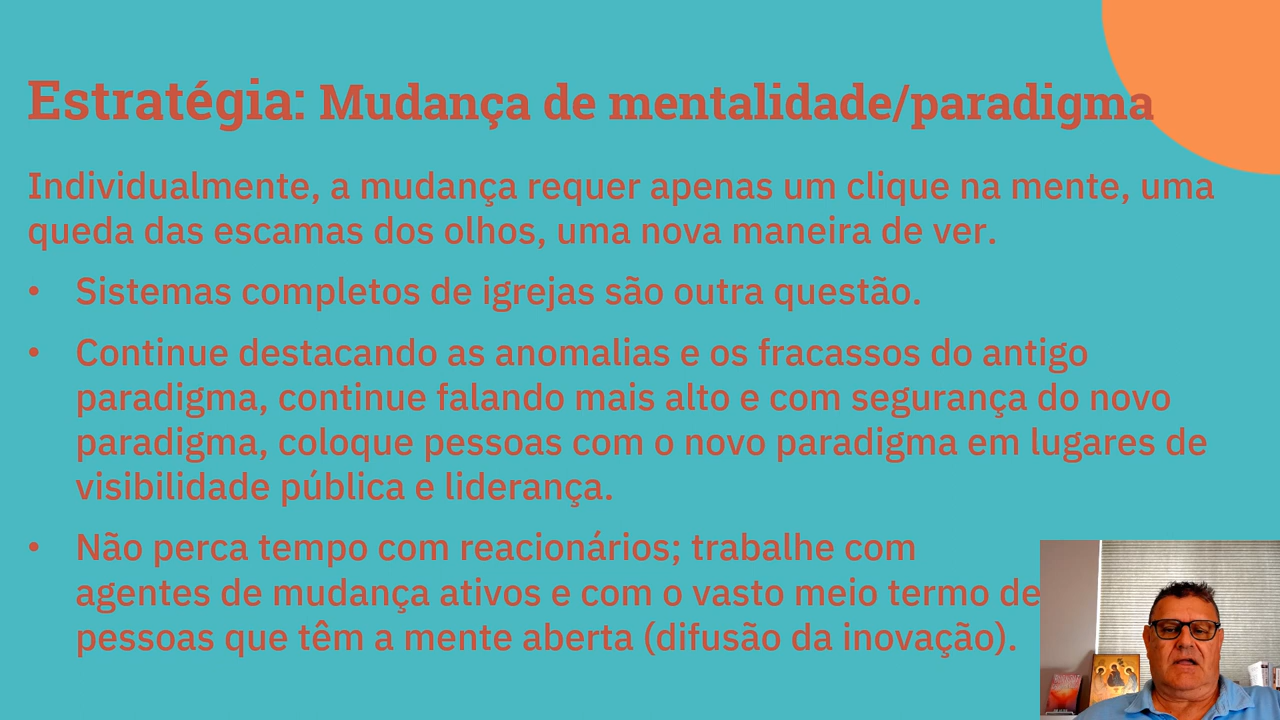 Estratégia: Mudança de mentalidade/paradigma
Individualmente, a mudança requer apenas um clique na mente, uma
queda das escamas dos olhos, uma nova maneira de ver.
• Sistemas completos de igrejas são outra questão.
• Continue destacando as anomalias e os fracassos do antigo
paradigma, continue falando mais alto e com segurança do novo
paradigma, coloque pessoas com o novo paradigma em lugares de
visibilidade pública e liderança.
• Não perca tempo com reacionários; trabalhe com
agentes de mudança ativos e com o vasto meio termo de
pessoas que têm a mente aberta (difusão da inovação).